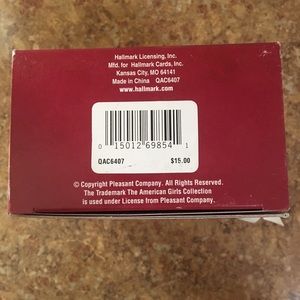 Hallmark Licensing, Inc.
Mfd. for Hallmark Cards, Inc.
Kansas City, MO 64141
Made in China QAC6407
www.hallmark.com
0 15012 69854 1
QAC6407 $15.00
© Copyright Pleasant Company. All Rights Reserved.
The Trademark The American Girls Collection
is used under License from Pleasant Company.